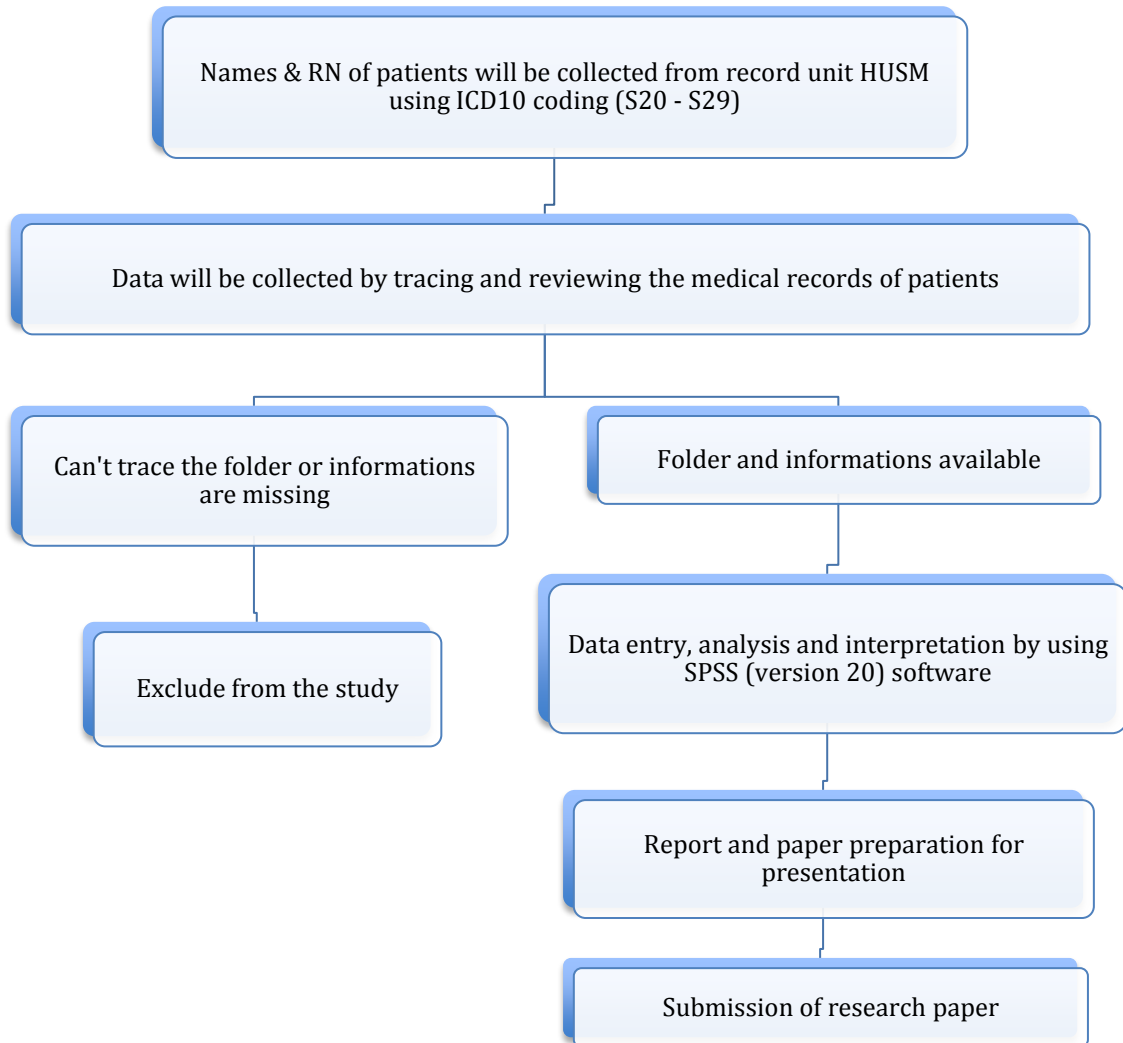 Names & RN of patients will be collected from record unit HUSM
using ICD10 coding (S20 - S29)
Data will be collected by tracing and reviewing the medical records of patients
Can't trace the folder or informations
are missing
Folder and informations available
Exclude from the study
Data entry, analysis and interpretation by using
SPSS (version 20) software
Report and paper preparation for
presentation
Submission of research paper